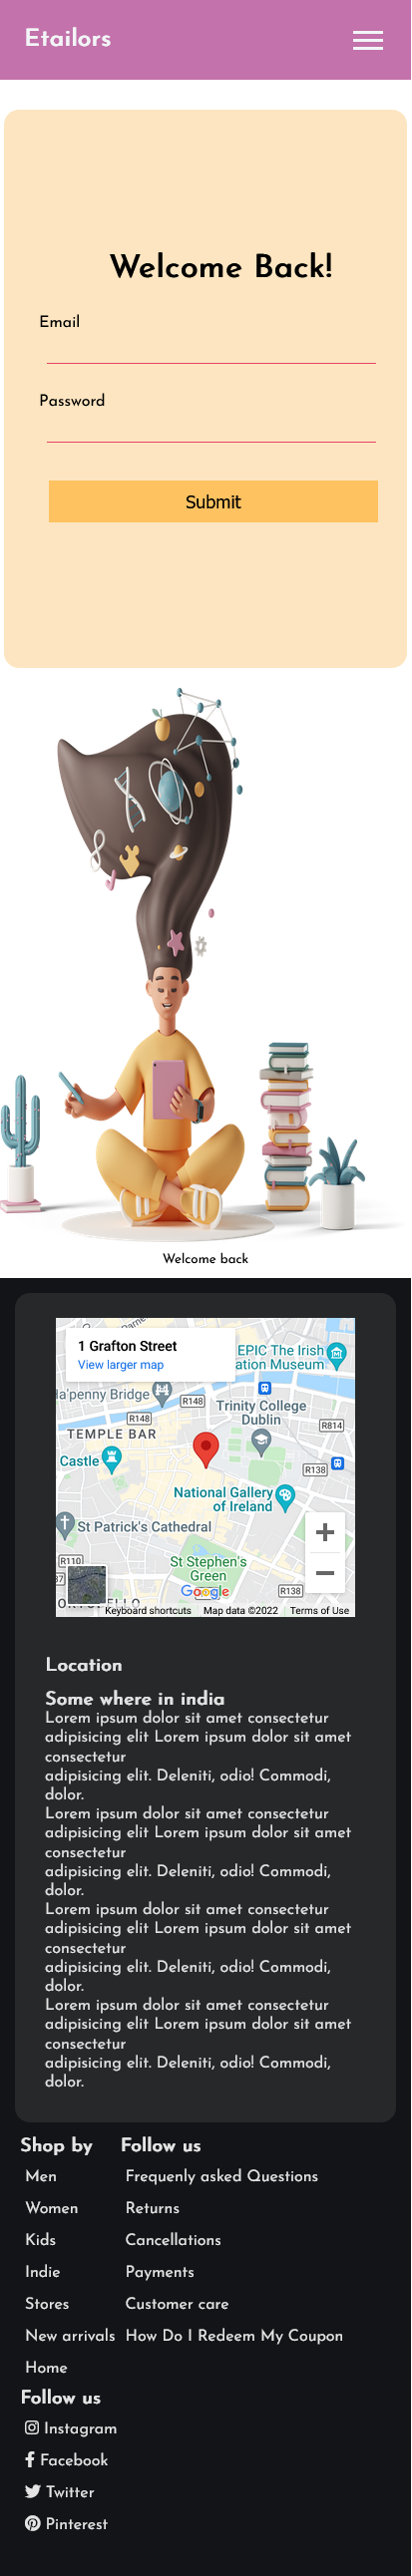 Etailors
Welcome Back!
Email
Password
Submit
Welcome back
1 Grafton Street
View larger map
Parne
EPIC The Irish
ation Museum
Ha'penny Bridge
R148
R148
Trinity College
Dublin
R814
TEMPLE BAR
Castle
R138
National Gallery
of Ireland
St Patrick's Cathedral
R110
St Stephen's
Green
Google
R138
Keyboard shortcuts
Map data ©2022
Terms of Use
Location
Some where in india
Lorem ipsum dolor sit amet consectetur
adipisicing elit Lorem ipsum dolor sit amet
consectetur
adipisicing elit. Deleniti, odio! Commodi,
dolor.
Lorem ipsum dolor sit amet consectetur
adipisicing elit Lorem ipsum dolor sit amet
consectetur
adipisicing elit. Deleniti, odio! Commodi,
dolor.
Lorem ipsum dolor sit amet consectetur
adipisicing elit Lorem ipsum dolor sit amet
consectetur
adipisicing elit. Deleniti, odio! Commodi,
dolor.
Lorem ipsum dolor sit amet consectetur
adipisicing elit Lorem ipsum dolor sit amet
consectetur
adipisicing elit. Deleniti, odio! Commodi,
dolor.
Shop by
Men
Women
Kids
Indie
Stores
New arrivals
Home
Follow us
Frequenly asked Questions
Returns
Cancellations
Payments
Customer care
How Do I Redeem My Coupon
Follow us
Instagram
Facebook
Twitter
Pinterest